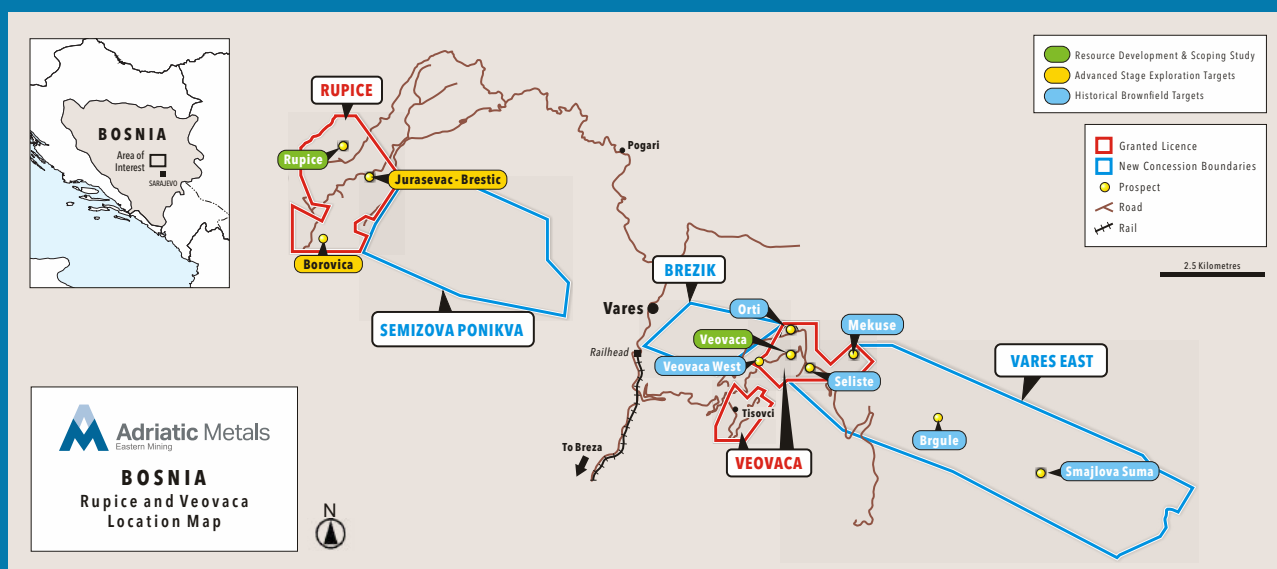 BOSNIA
Area of
Interest
SARAJEVO
RUPICE
Rupice
Jurasevac - Brestic
Borovica
SEMIZOVA PONIKVA
Pogari
BREZIK
Vares
Railhead
Orti
Veovaca
Veovaca West
Mekuse
Seliste
Tisovci
VEOVACA
To Breza
VARES EAST
Brgule
Smajlova Suma
Resource Development & Scoping Study
Advanced Stage Exploration Targets
Historical Brownfield Targets
Granted Licence
New Concession Boundaries
Prospect
Road
Rail
2.5 Kilometres
Adriatic Metals
Eastern Mining
BOSNIA
Rupice and Veovaca
Location Map
N